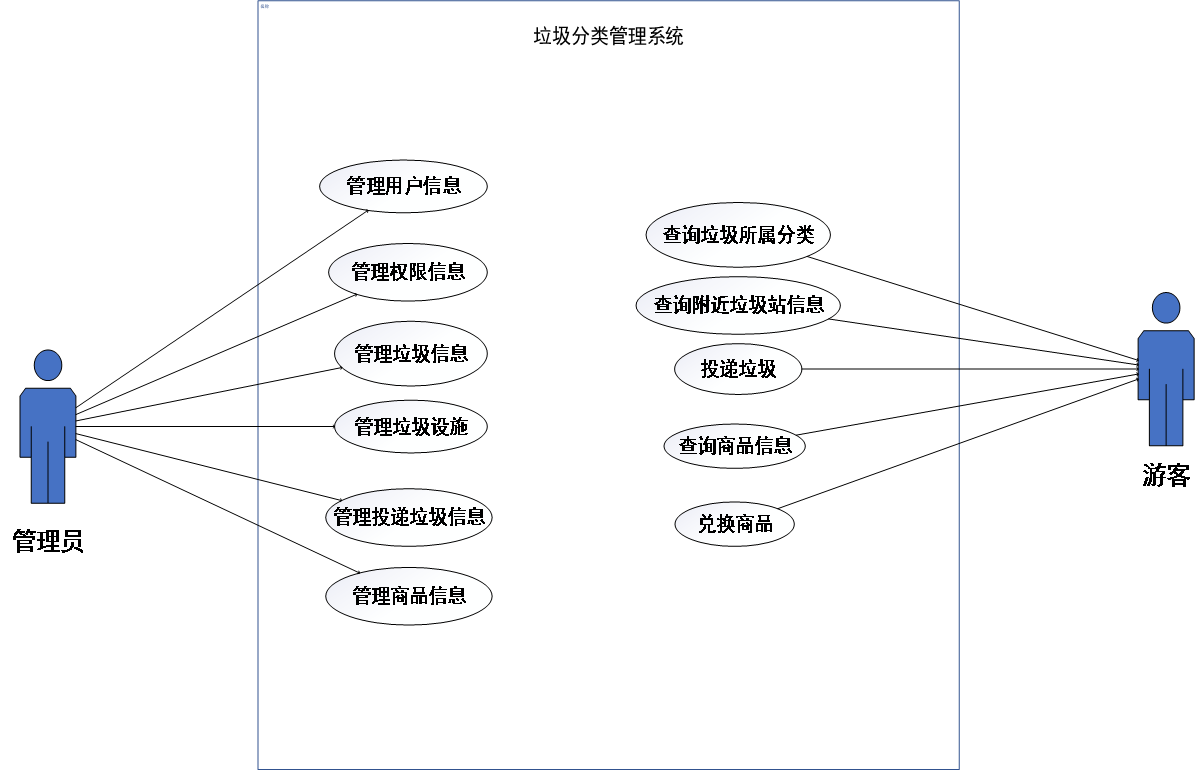 垃圾分类管理系统
管理用户信息
管理权限信息
管理垃圾信息
管理垃圾设施
管理投递垃圾信息
管理商品信息
查询垃圾所属分类
查询附近垃圾站信息
投递垃圾
查询商品信息
兑换商品
管理员
游客